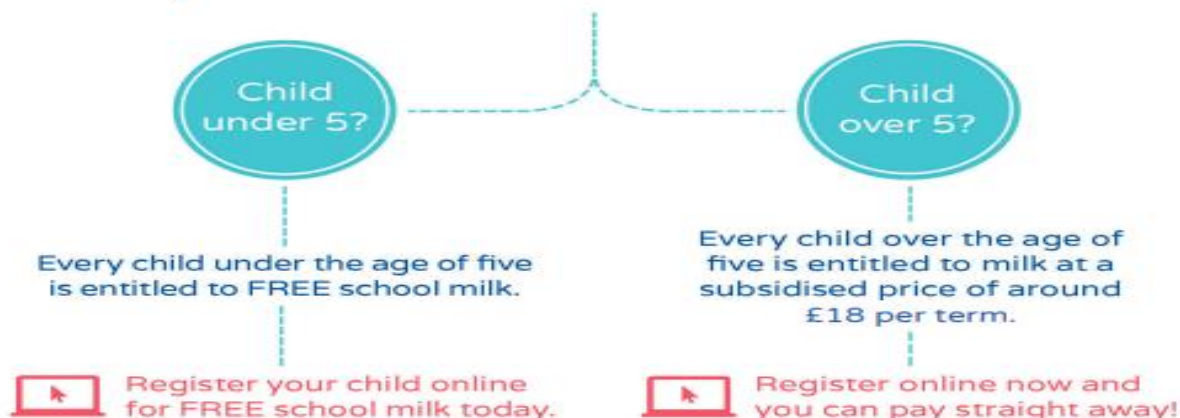 Child
under 5?
Every child under the age of five
is entitled to FREE school milk.
Register your child online
for FREE school milk today.
Child
over 5?
Every child over the age of
five is entitled to milk at a
subsidised price of around
£18 per term.
Register online now and
you can pay straight away!